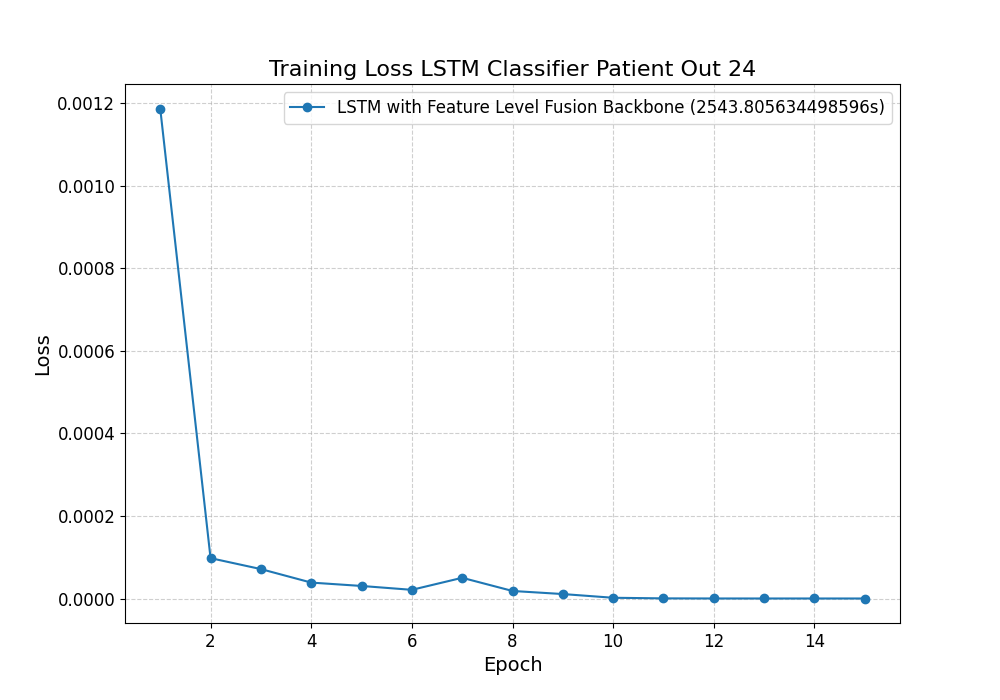 Training Loss LSTM Classifier Patient Out 24
LSTM with Feature Level Fusion Backbone (2543.805634498596s)
Loss
0.0012
0.0010
0.0008
0.0006
0.0004
0.0002
0.0000
2 4 6 8 10 12 14
Epoch